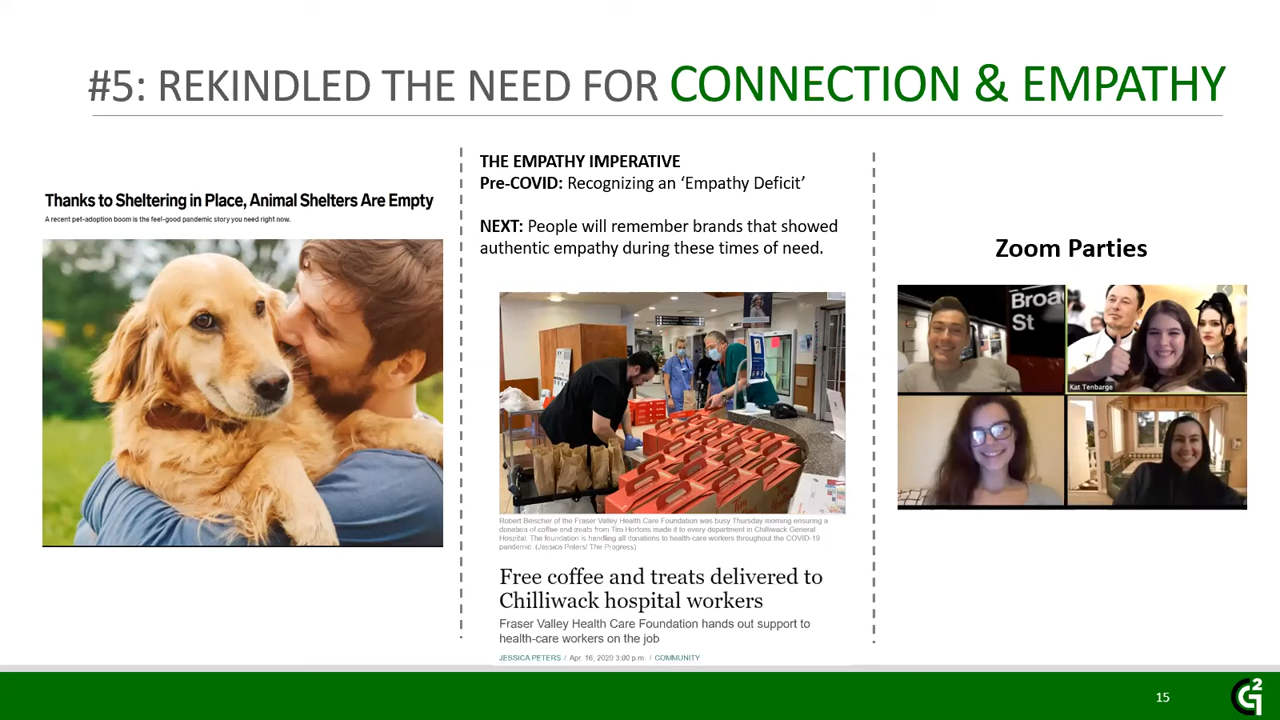 #5: REKINDLED THE NEED FOR CONNECTION & EMPATHY
Thanks to Sheltering in Place, Animal Shelters Are Empty
A recent pet-adoption boom is the feel-good pandemic story you need right now.
THE EMPATHY IMPERATIVE
Pre-COVID: Recognizing an ‘Empathy Deficit’
NEXT: People will remember brands that showed
authentic empathy during these times of need.
Robert Beischer of the Fraser Valley Health Care Foundation was busy Thursday morning ensuring a
donation of coffee and treats from Tim Hortons made it to every department in Chilliwack General
Hospital. The foundation is handling all donations to health-care workers throughout the COVID-19
pandemic. (Jessica Peters/ The Progress)
Free coffee and treats delivered to
Chilliwack hospital workers
Fraser Valley Health Care Foundation hands out support to
health-care workers on the job
JESSICA PETERS / Apr. 16, 2020 3:00 p.m. / COMMUNITY
Zoom Parties
Broa
St
Kat Tenbarge
15
G2